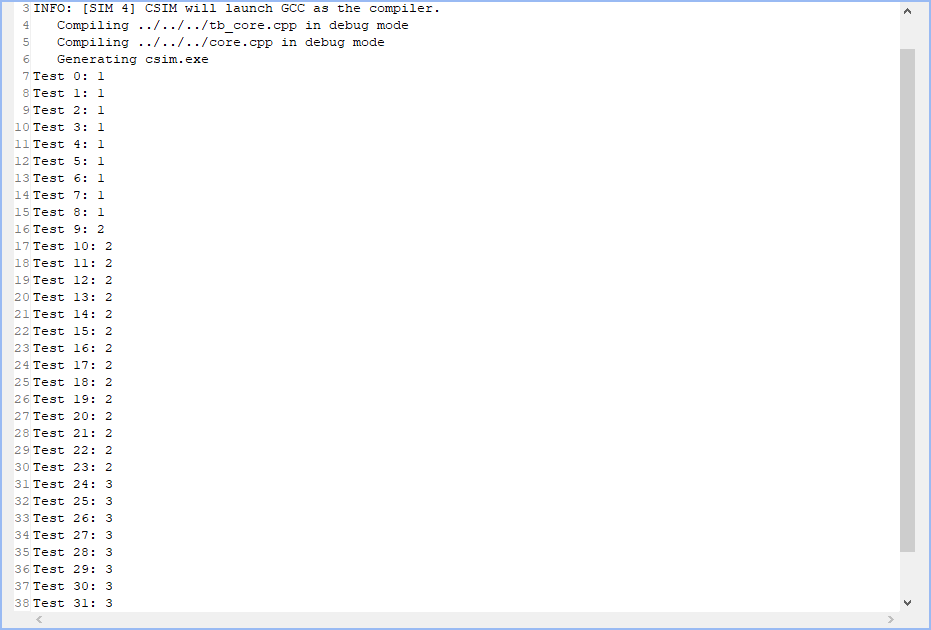 3 INFO: [SIM 4] CSIM will launch GCC as the compiler.
4    Compiling ../../../tb_core.cpp in debug mode
5    Compiling ../../../core.cpp in debug mode
6    Generating csim.exe
7 Test 0: 1
8 Test 1: 1
9 Test 2: 1
10 Test 3: 1
11 Test 4: 1
12 Test 5: 1
13 Test 6: 1
14 Test 7: 1
15 Test 8: 1
16 Test 9: 2
17 Test 10: 2
18 Test 11: 2
19 Test 12: 2
20 Test 13: 2
21 Test 14: 2
22 Test 15: 2
23 Test 16: 2
24 Test 17: 2
25 Test 18: 2
26 Test 19: 2
27 Test 20: 2
28 Test 21: 2
29 Test 22: 2
30 Test 23: 2
31 Test 24: 3
32 Test 25: 3
33 Test 26: 3
34 Test 27: 3
35 Test 28: 3
36 Test 29: 3
37 Test 30: 3
38 Test 31: 3